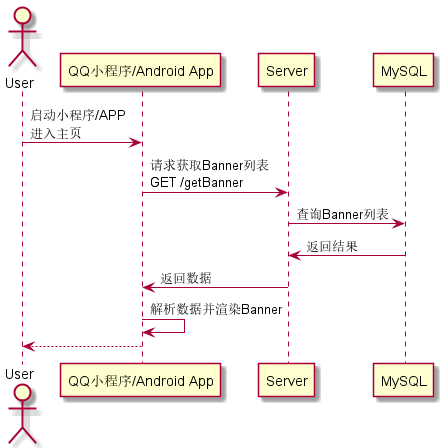 User
QQ小程序/Android App
Server
MySQL
启动小程序/APP
进入主页
请求获取Banner列表
GET /getBanner
查询Banner列表
返回结果
返回数据
解析数据并渲染Banner
User
QQ小程序/Android App
Server
MySQL